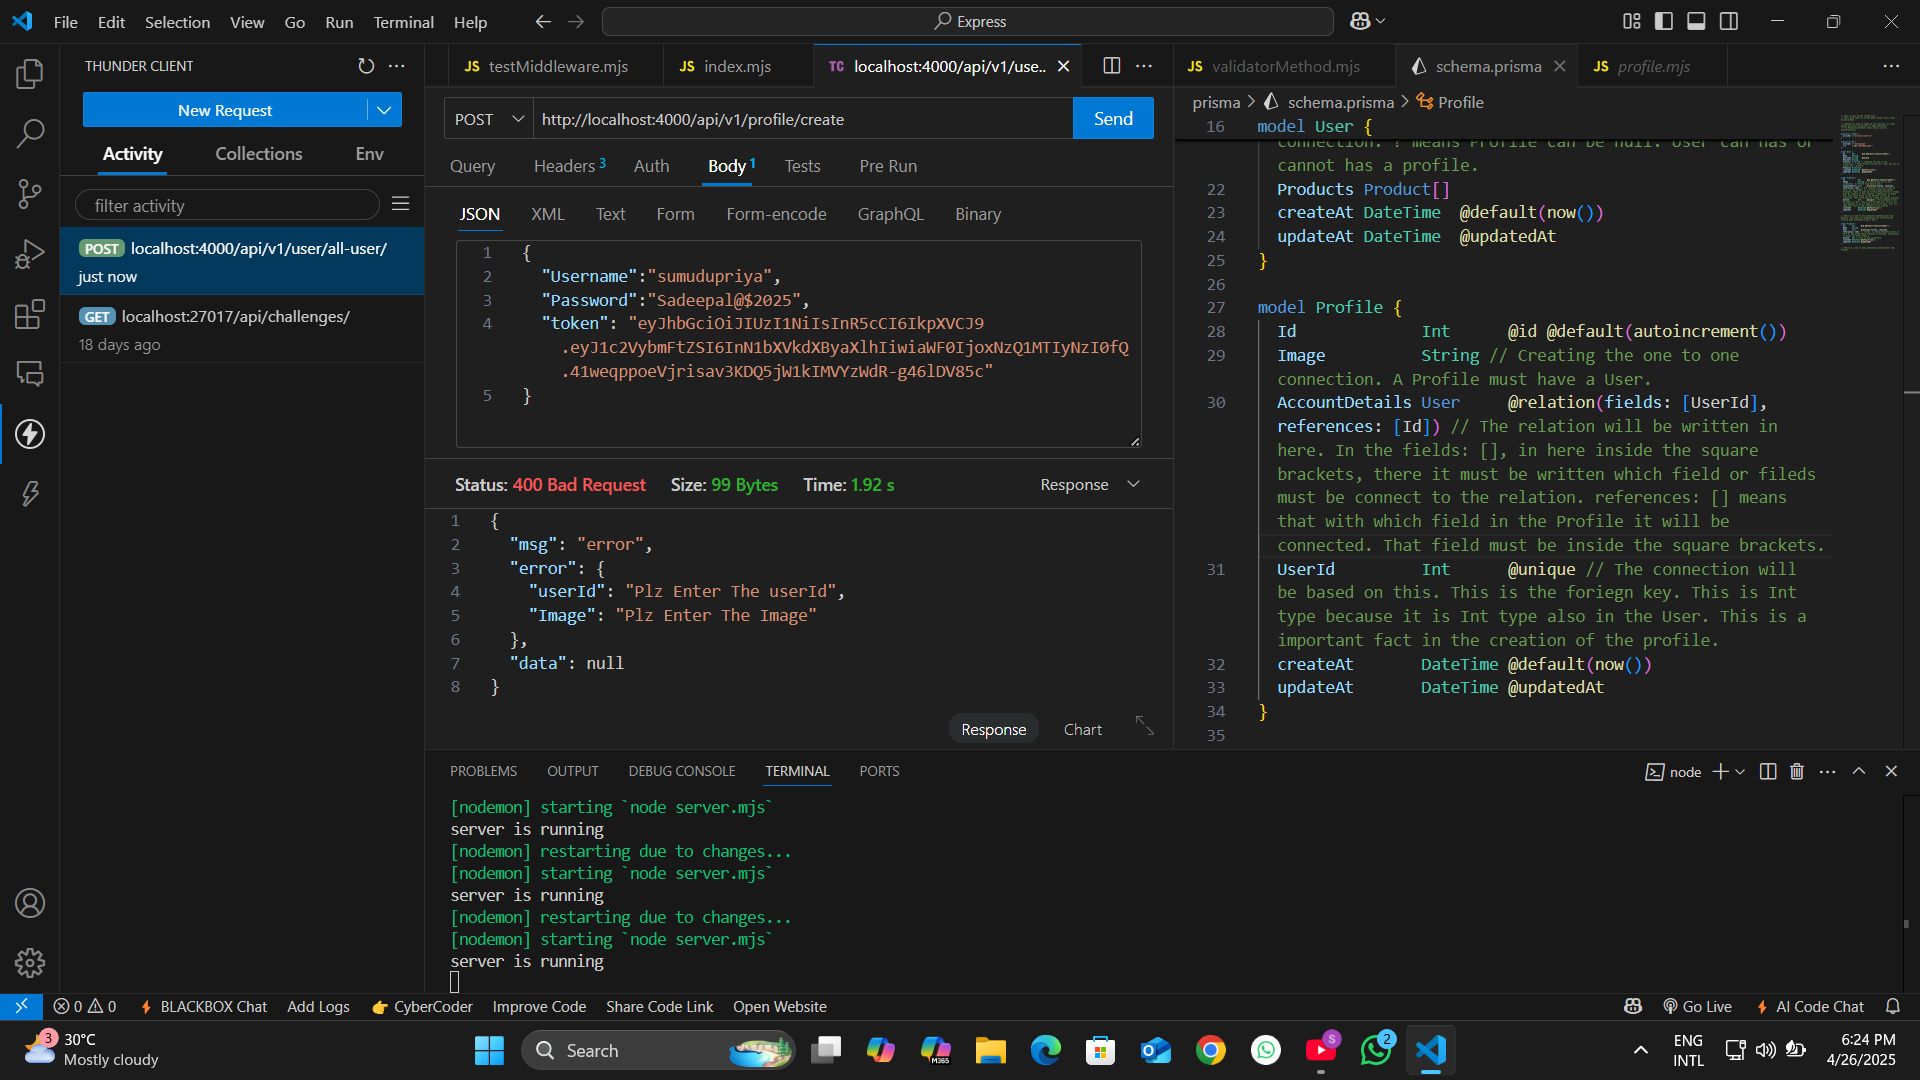 File Edit Selection View Go Run Terminal Help
Express
THUNDER CLIENT
New Request
Activity Collections Env
filter activity
POST localhost:4000/api/v1/user/all-user/
just now
GET localhost:27017/api/challenges/
18 days ago
JS testMiddleware.mjs
JS index.mjs
TC localhost:4000/api/v1/use..
POST http://localhost:4000/api/v1/profile/create Send
Query Headers 3 Auth Body 1 Tests Pre Run
JSON XML Text Form Form-encode GraphQL Binary
1 {
2 "Username":"sumudupriya",
3 "Password":"Sadeepal@$2025",
4 "token": "eyJhbGciOiJIUzI1NiIsInR5cCI6IkpXVCJ9
.eyJ1c2VybmFtZSI6InN1bXVkdXByaXlhIiwiaWF0IjoxNzQ1MTIyNzI0fQ
.41weqppoeVjrisav3KDQ5jW1kIMVYzWdR-g46lDV85c"
5 }
Status: 400 Bad Request Size: 99 Bytes Time: 1.92 s Response
1 {
2 "msg": "error",
3 "error": {
4 "userId": "Plz Enter The userId",
5 "Image": "Plz Enter The Image"
6 },
7 "data": null
8 }
Response Chart
JS validatorMethod.mjs
schema.prisma
JS profile.mjs
prisma > schema.prisma > Profile
16 model User {
connection. ? means Profile can be null. User can has or
cannot has a profile.
22 Products Product[]
23 createAt DateTime @default(now())
24 updateAt DateTime @updatedAt
25 }
26
27 model Profile {
28 Id Int @id @default(autoincrement())
29 Image String // Creating the one to one
connection. A Profile must have a User.
30 AccountDetails User @relation(fields: [UserId],
references: [Id]) // The relation will be written in
here. In the fields: [], in here inside the square
brackets, there it must be written which field or fileds
must be connect to the relation. references: [] means
that with which field in the Profile it will be
connected. That field must be inside the square brackets.
31 UserId Int @unique // The connection will
be based on this. This is the foriegn key. This is Int
type because it is Int type also in the User. This is a
important fact in the creation of the profile.
32 createAt DateTime @default(now())
33 updateAt DateTime @updatedAt
34 }
35
PROBLEMS OUTPUT DEBUG CONSOLE TERMINAL PORTS
node
[nodemon] starting `node server.mjs`
server is running
[nodemon] restarting due to changes...
[nodemon] starting `node server.mjs`
server is running
[nodemon] restarting due to changes...
[nodemon] starting `node server.mjs`
server is running
0 0 BLACKBOX Chat Add Logs CyberCoder Improve Code Share Code Link Open Website
Go Live AI Code Chat
3
30°C
Mostly cloudy
Search
M365
S
2
ENG
INTL
6:24 PM
4/26/2025